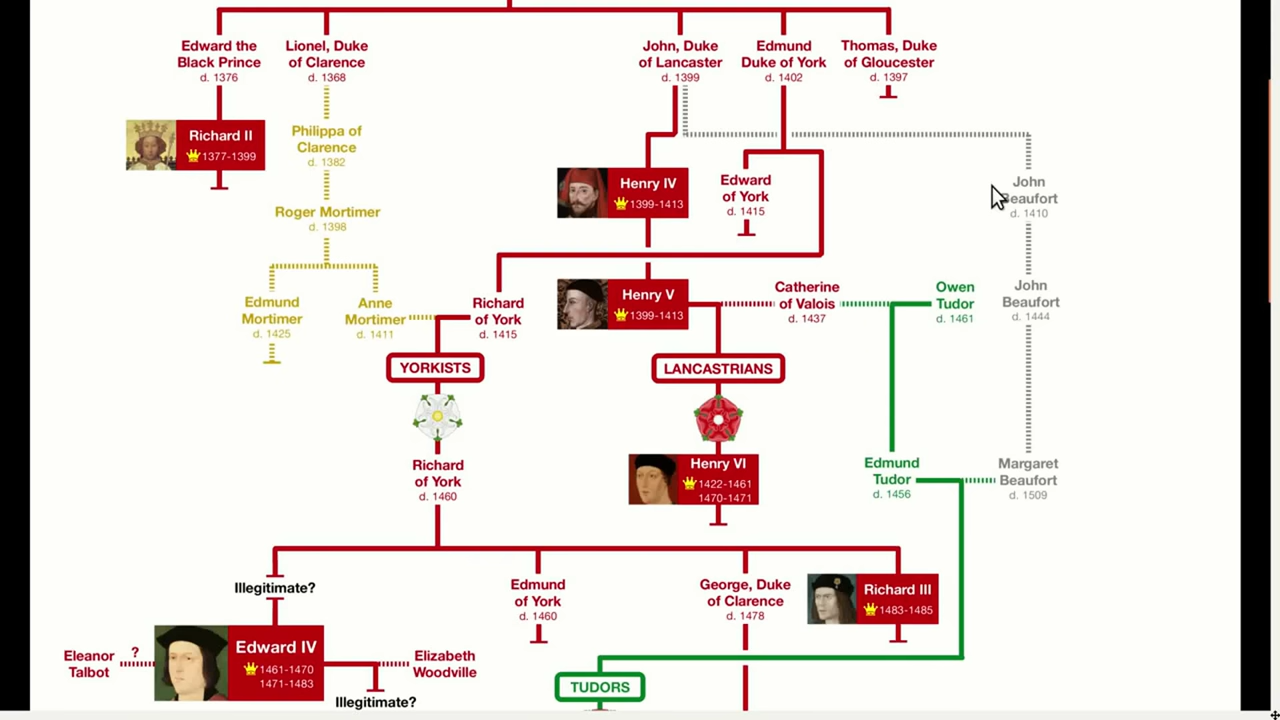 Edward the
Black Prince
d. 1376
Lionel, Duke
of Clarence
d. 1368
John, Duke
of Lancaster
d. 1399
Edmund
Duke of York
d. 1402
Thomas, Duke
of Gloucester
d. 1397
Richard II
1377-1399
Philippa of
Clarence
d. 1382
Henry IV
1399-1413
Edward
of York
d. 1415
John
Beaufort
d. 1410
Roger Mortimer
d. 1398
Edmund
Mortimer
d. 1425
Anne
Mortimer
d. 1411
Richard
of York
d. 1415
Henry V
1399-1413
Catherine
of Valois
d. 1437
Owen
Tudor
d. 1461
John
Beaufort
d. 1444
YORKISTS
LANCASTRIANS
Richard
of York
d. 1460
Henry VI
1422-1461
1470-1471
Edmund
Tudor
d. 1456
Margaret
Beaufort
d. 1509
Illegitimate?
Edmund
of York
d. 1460
George, Duke
of Clarence
d. 1478
Richard III
1483-1485
Eleanor
Talbot
?
Edward IV
1461-1470
1471-1483
Elizabeth
Woodville
Illegitimate?
TUDORS